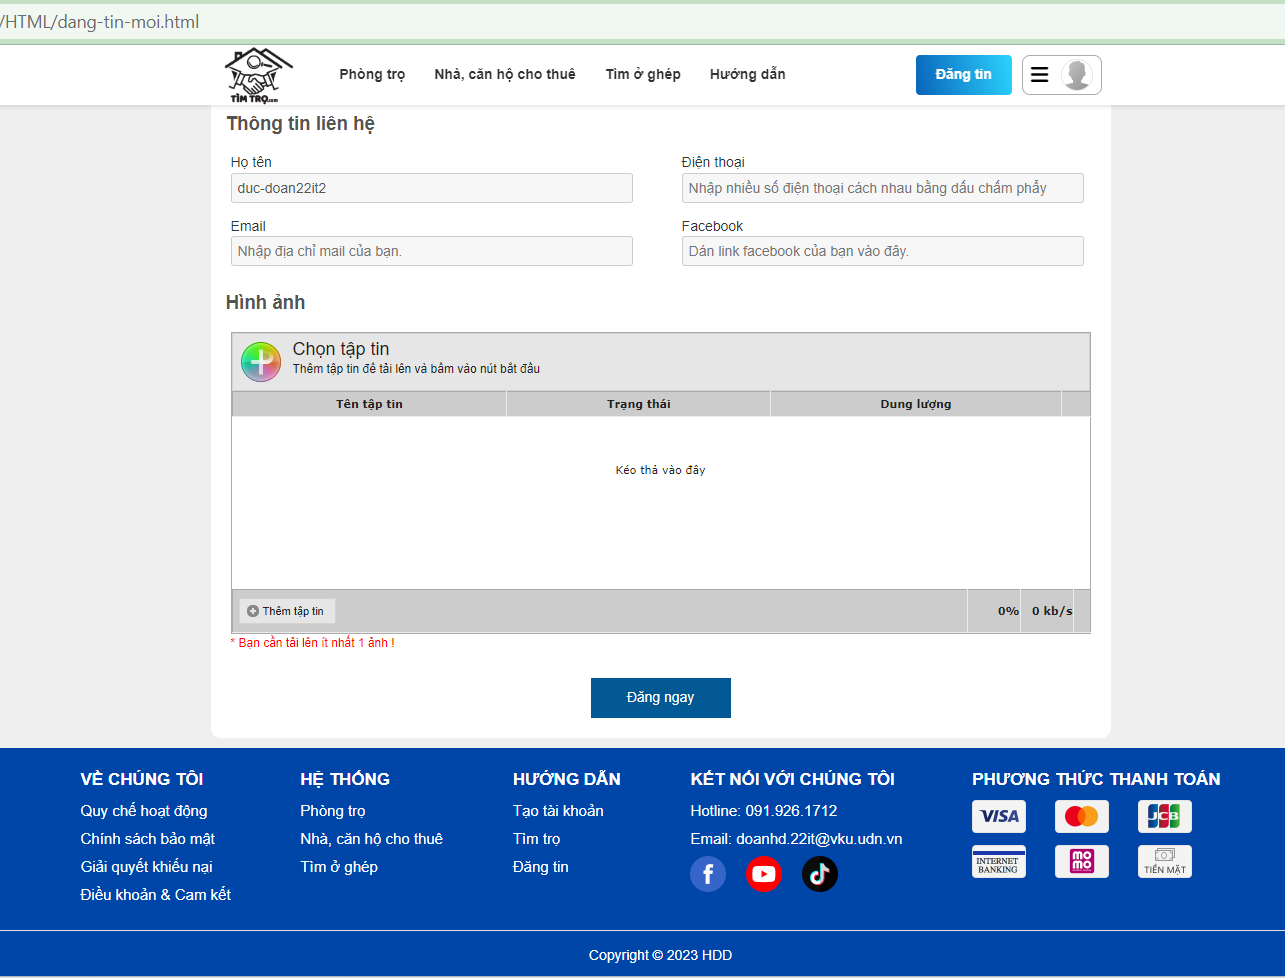 /HTML/dang-tin-moi.html
TÌM TRỌ.com
Phòng trọ
Nhà, căn hộ cho thuê
Tìm ở ghép
Hướng dẫn
Đăng tin
Thông tin liên hệ
Họ tên
Điện thoại
duc-doan22it2
Nhập nhiều số điện thoại cách nhau bằng dấu chấm phẩy
Email
Facebook
Nhập địa chỉ mail của bạn.
Dán link facebook của bạn vào đây.
Hình ảnh
Chọn tập tin
Thêm tập tin để tải lên và bấm vào nút bắt đầu
Tên tập tin
Trạng thái
Dung lượng
Kéo thả vào đây
Thêm tập tin
0%
0 kb/s
* Bạn cần tải lên ít nhất 1 ảnh !
Đăng ngay
VỀ CHÚNG TÔI
Quy chế hoạt động
Chính sách bảo mật
Giải quyết khiếu nại
Điều khoản & Cam kết
HỆ THỐNG
Phòng trọ
Nhà, căn hộ cho thuê
Tìm ở ghép
HƯỚNG DẪN
Tạo tài khoản
Tìm trọ
Đăng tin
KẾT NỐI VỚI CHÚNG TÔI
Hotline: 091.926.1712
Email: doanhd.22it@vku.udn.vn
PHƯƠNG THỨC THANH TOÁN
VISA
JCB
INTERNET
BANKING
mo
mo
TIỀN MẶT
Copyright © 2023 HDD